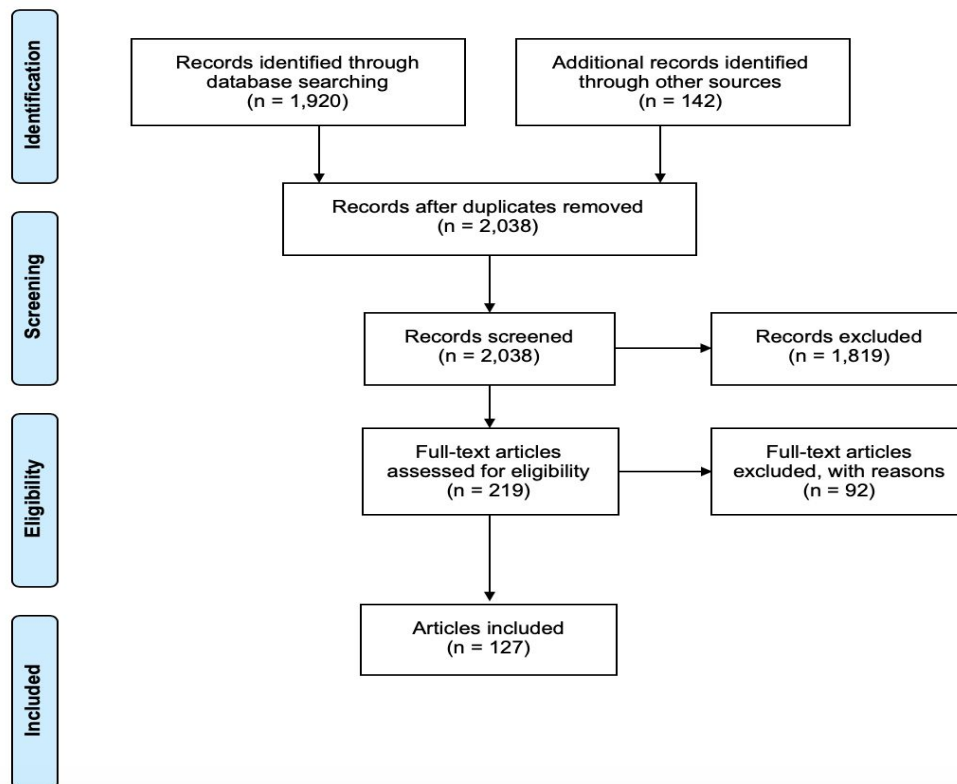 Identification
Records identified through
database searching
(n = 1,920)
Additional records identified
through other sources
(n = 142)
Records after duplicates removed
(n = 2,038)
Screening
Records screened
(n = 2,038)
Records excluded
(n = 1,819)
Eligibility
Full-text articles
assessed for eligibility
(n = 219)
Full-text articles
excluded, with reasons
(n = 92)
Included
Articles included
(n = 127)